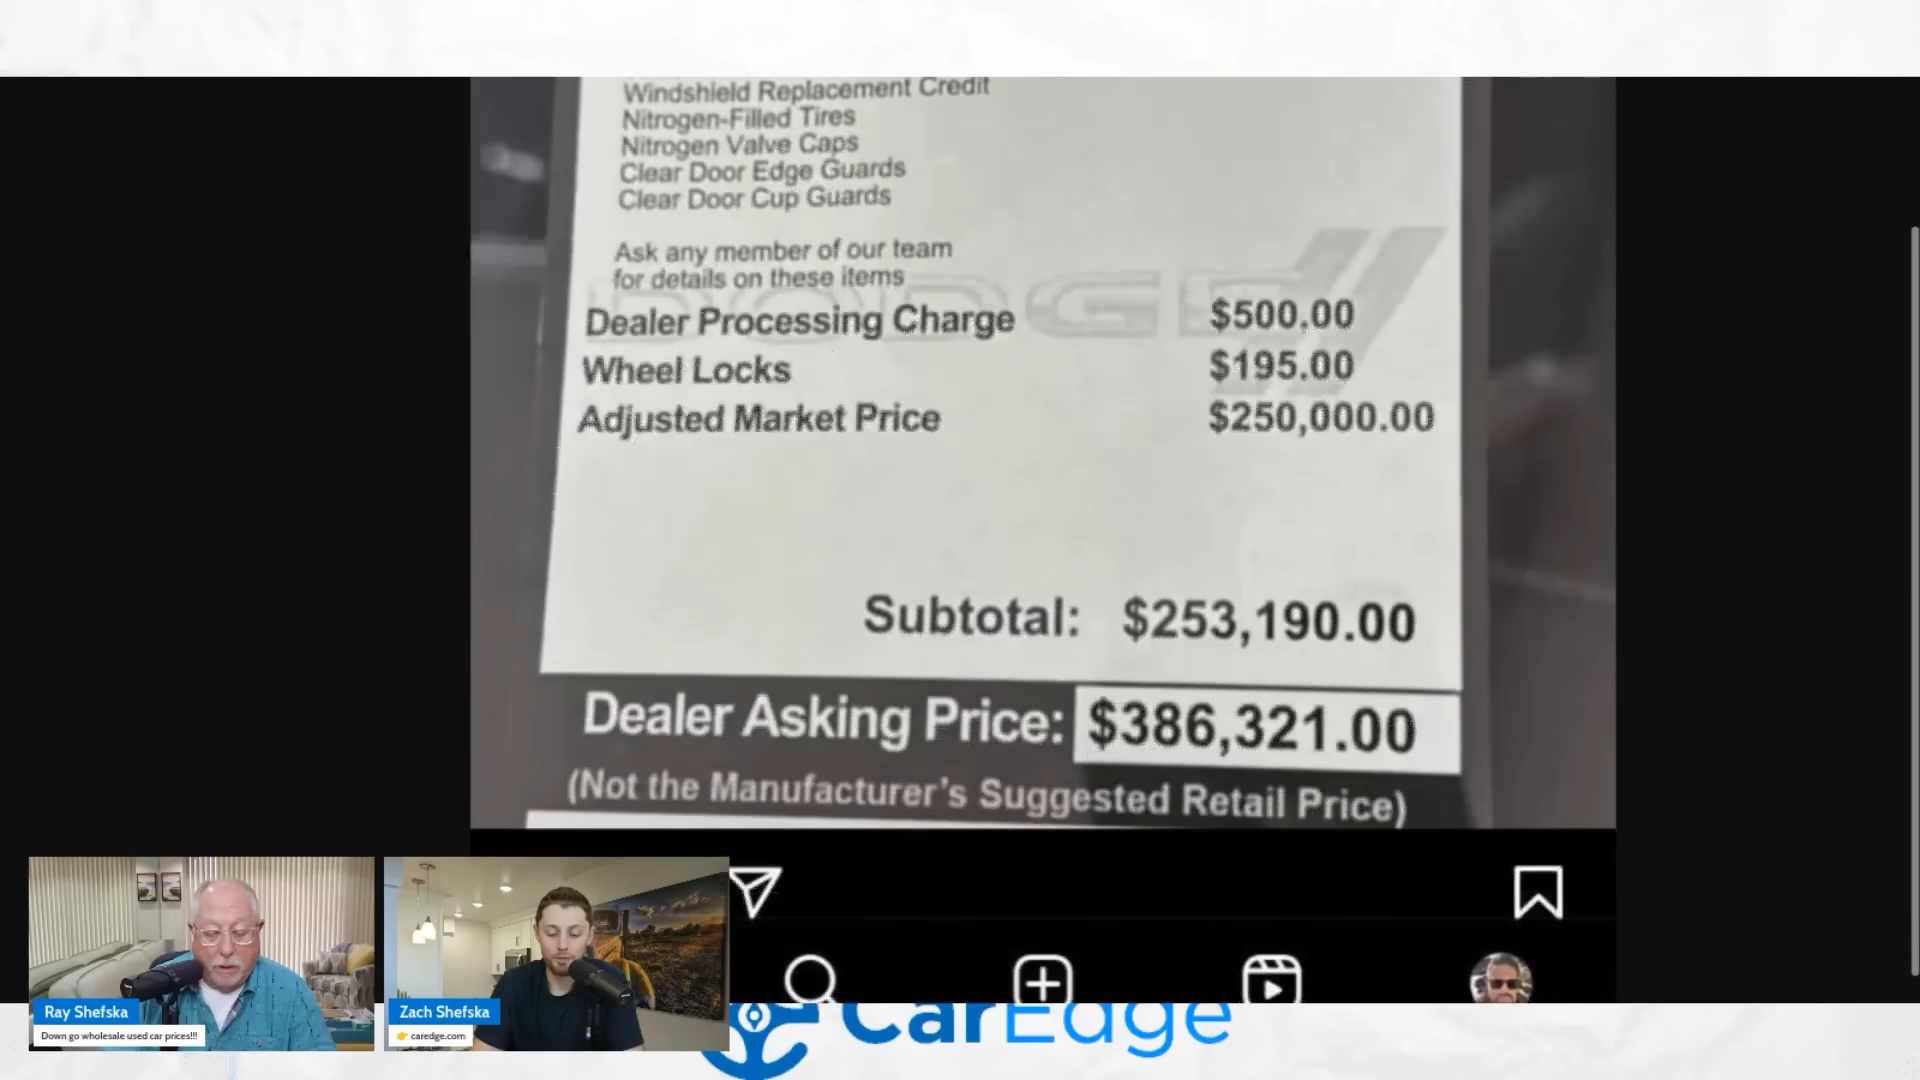 Windshield Replacement Credit
Nitrogen-Filled Tires
Nitrogen Valve Caps
Clear Door Edge Guards
Clear Door Cup Guards
Ask any member of our team
for details on these items
DODGE
Dealer Processing Charge $500.00
Wheel Locks $195.00
Adjusted Market Price $250,000.00
Subtotal: $253,190.00
Dealer Asking Price: $386,321.00
(Not the Manufacturer's Suggested Retail Price)
Ray Shefska
Down go wholesale used car prices!!!
Zach Shefska
👉 caredge.com
CarEdge